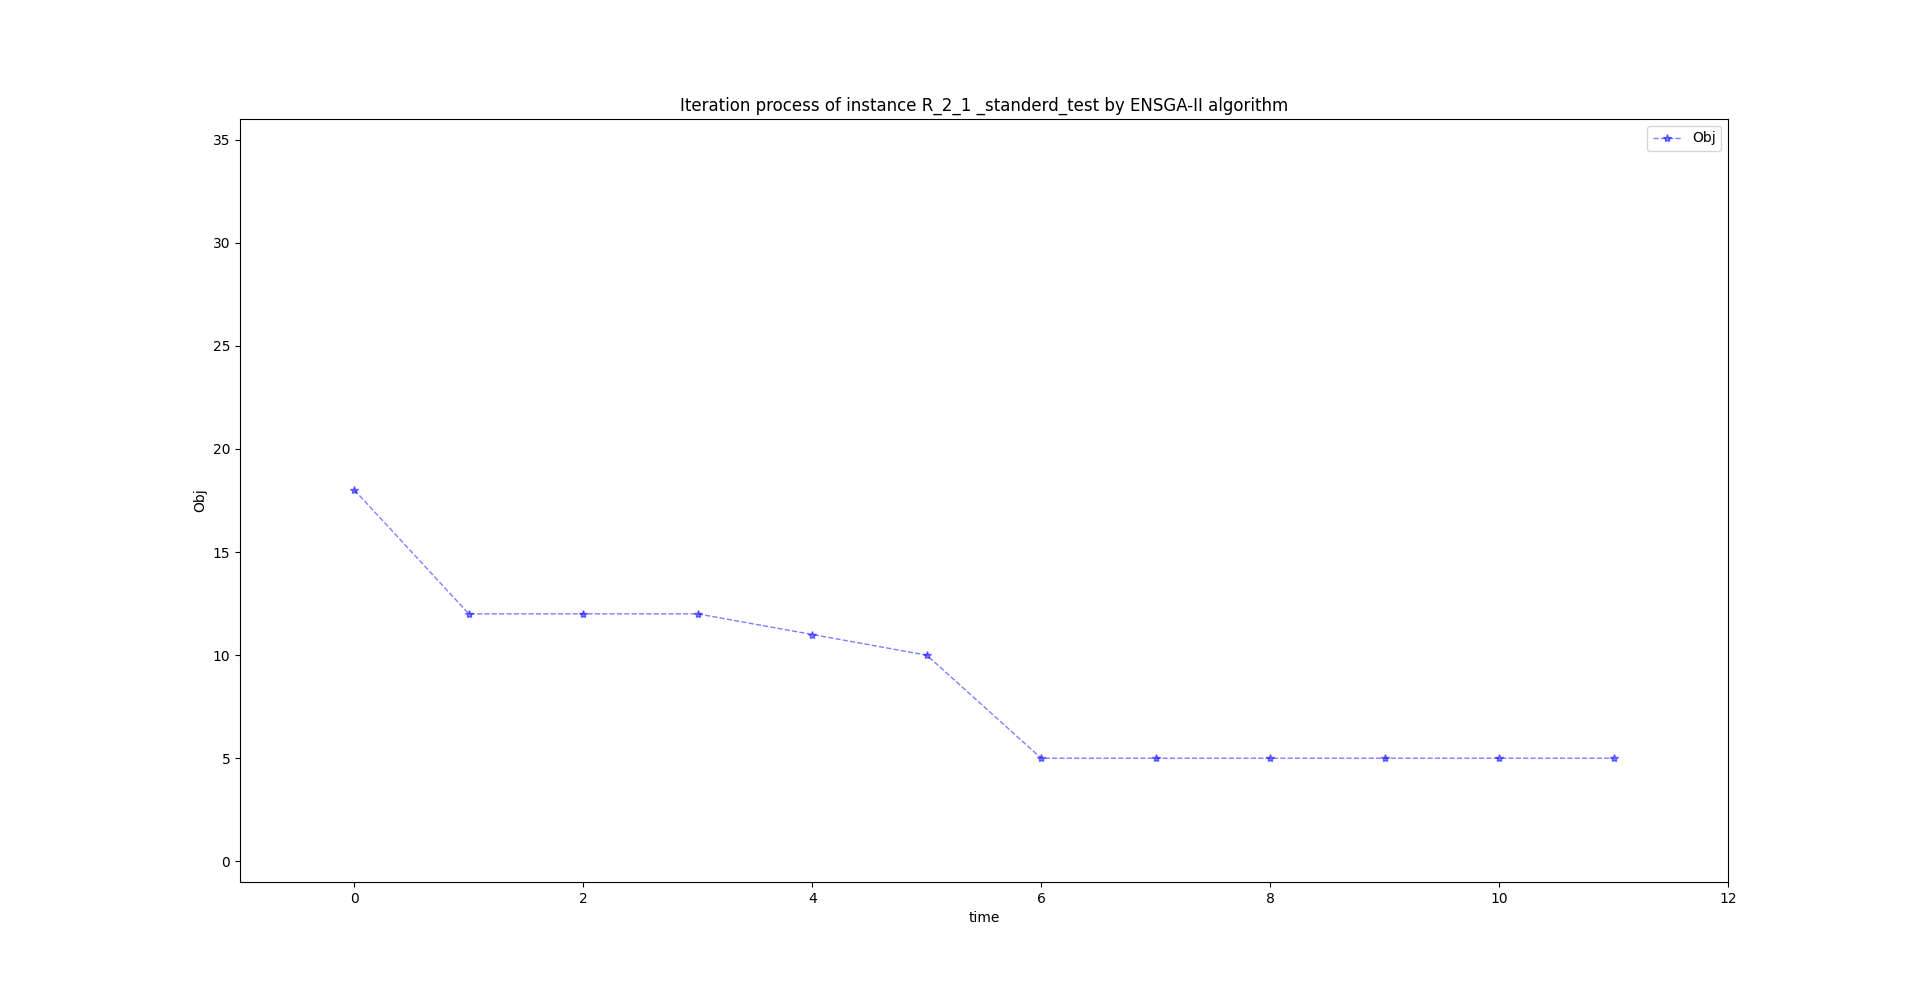 Iteration process of instance R_2_1 _standerd_test by ENSGA-II algorithm
Obj
35
30
25
20
15
10
5
0
Obj
0 2 4 6 8 10 12
time